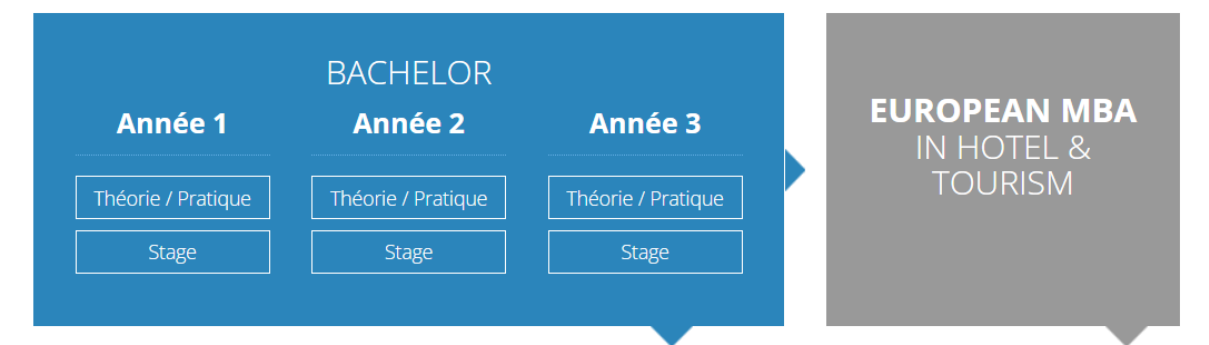 BACHELOR
Année 1
Année 2
Année 3
Théorie / Pratique
Théorie / Pratique
Théorie / Pratique
Stage
Stage
Stage
EUROPEAN MBA
IN HOTEL &
TOURISM